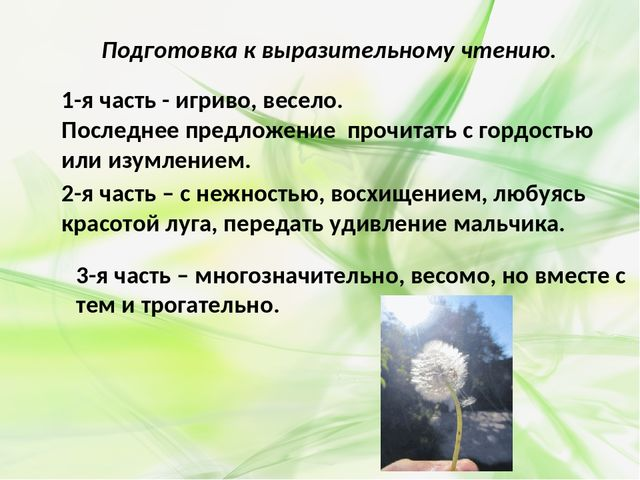 Подготовка к выразительному чтению.
1-я часть - игриво, весело.
Последнее предложение прочитать с гордостью
или изумлением.
2-я часть – с нежностью, восхищением, любуясь
красотой луга, передать удивление мальчика.
3-я часть – многозначительно, весомо, но вместе с
тем и трогательно.